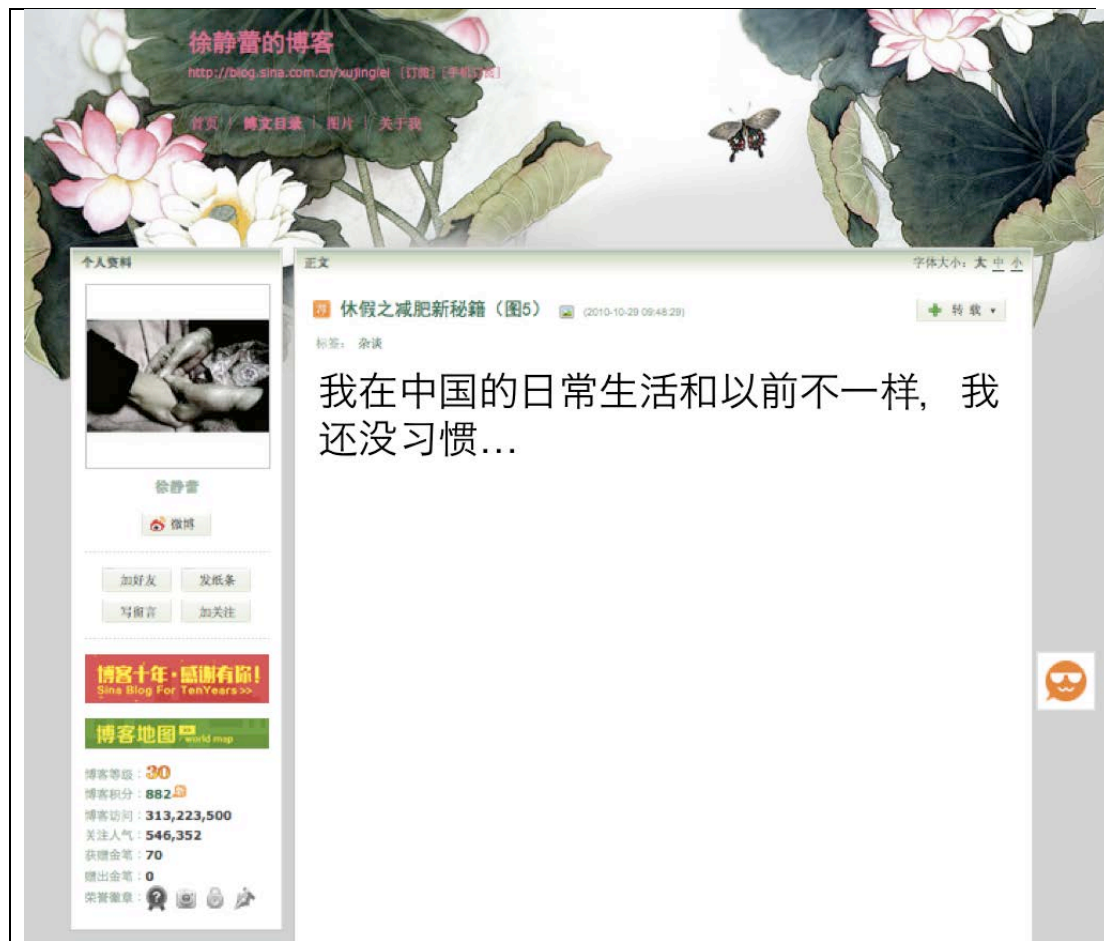 徐静蕾的博客
http://blog.sina.com.cn/xujinglei [订阅] [手机订阅]
首页 | 博文目录 | 图片 | 关于我
个人资料
徐静蕾
微博
加好友 发纸条
写留言 加关注
博客十年·感谢有你!
Sina Blog For TenYears>>
博客地图 world map
博客等级:30
博客积分:882
博客访问:313,223,500
关注人气:546,352
获赠金笔:70
赠出金笔:0
荣誉徽章:
正文 字体大小:大 中 小
荐 休假之减肥新秘籍(图5) (2010-10-29 09:48:29) 转载▼
标签: 杂谈
我在中国的日常生活和以前不一样, 我
还没习惯...